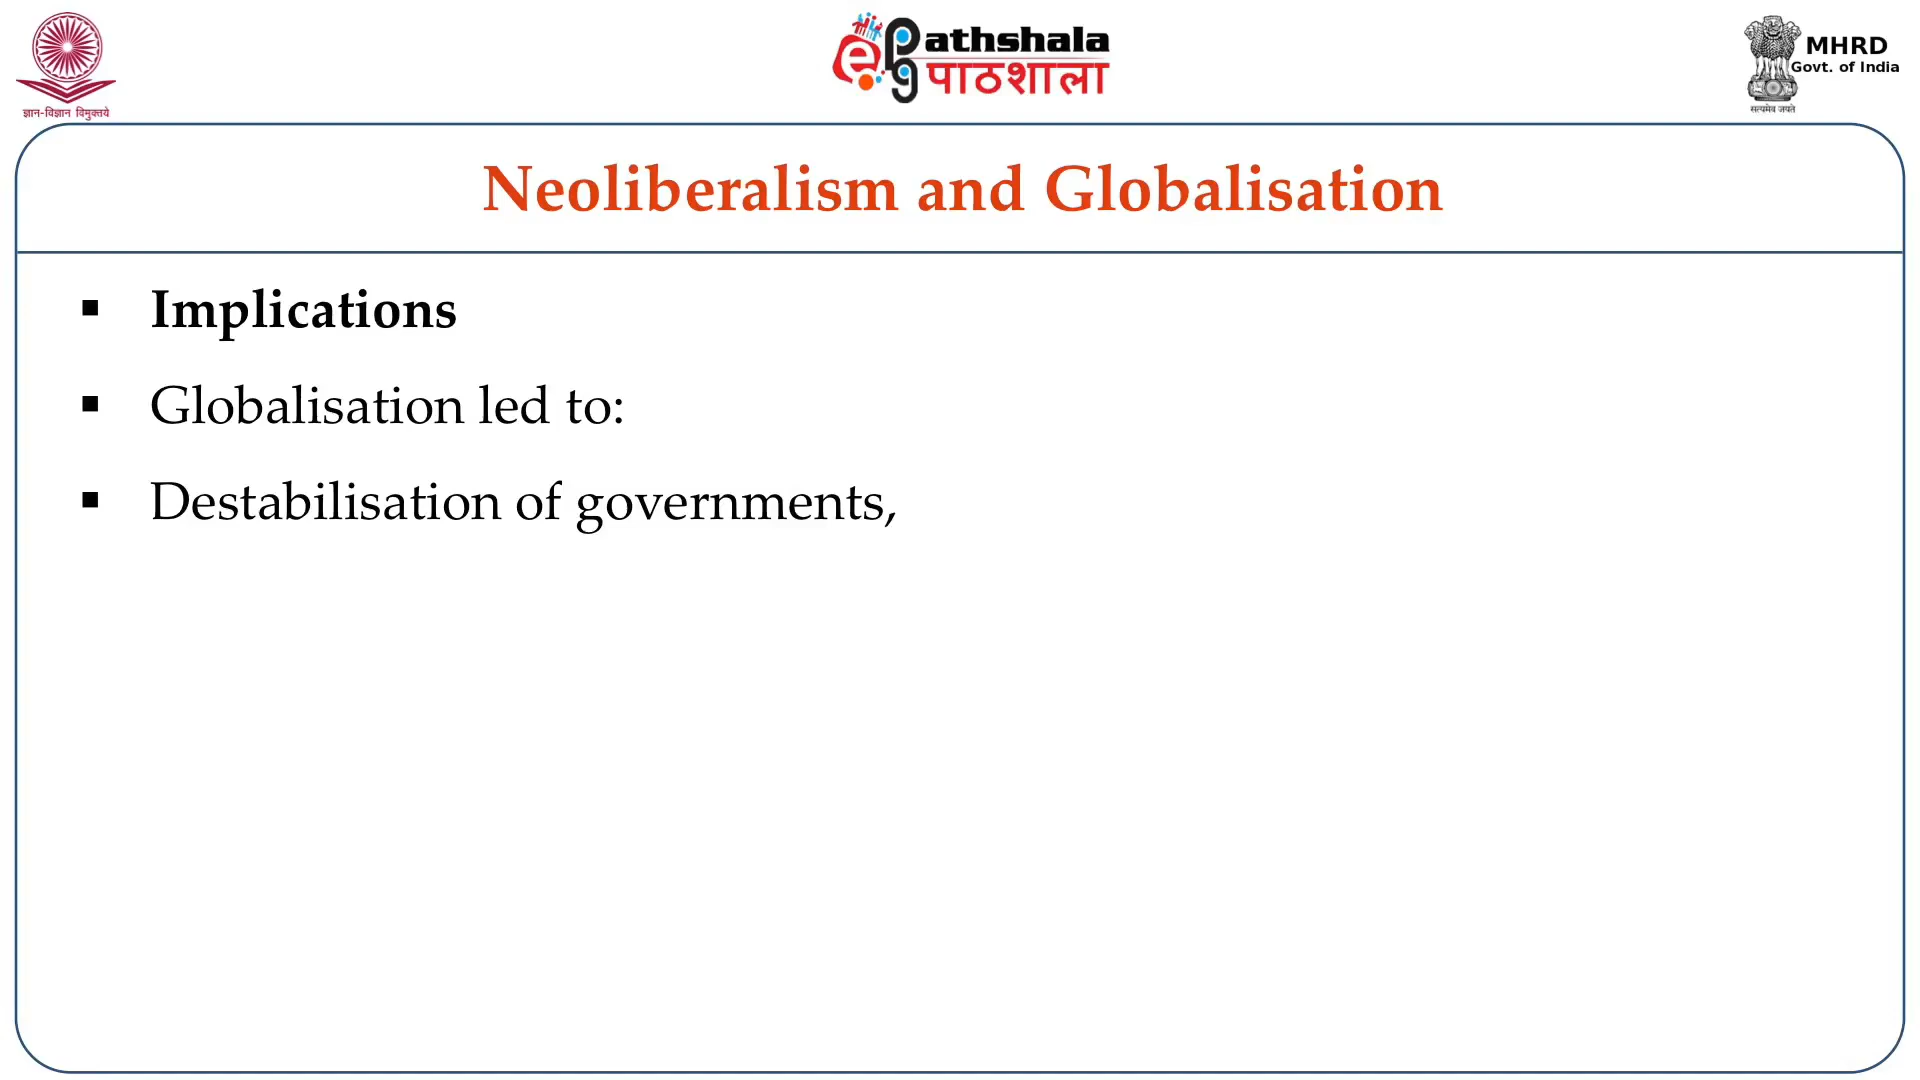 ज्ञान-विज्ञान विमुक्तये
ePathshala
पाठशाला
MHRD
Govt. of India
सत्यमेव जयते
Neoliberalism and Globalisation
▪ Implications
▪ Globalisation led to:
▪ Destabilisation of governments,